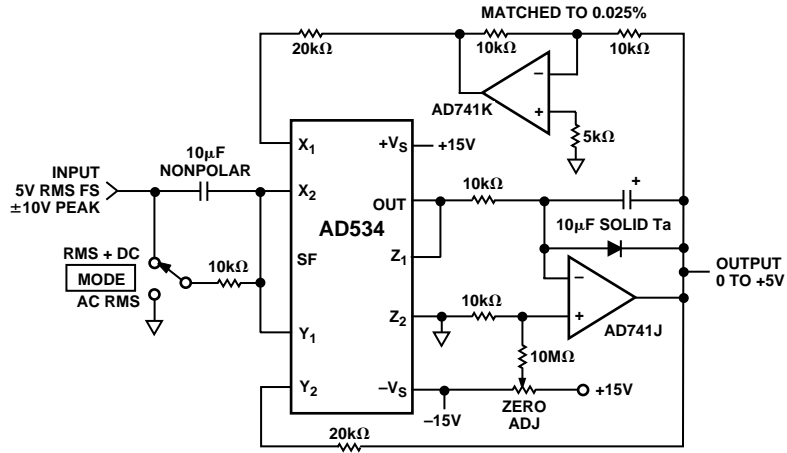 MATCHED TO 0.025%
20kΩ
10kΩ
10kΩ
AD741K
–
+
5kΩ
INPUT
5V RMS FS
±10V PEAK
10μF
NONPOLAR
X1
X2
SF
Y1
Y2
AD534
+VS
+15V
OUT
Z1
Z2
–VS
10kΩ
+
10μF SOLID Ta
–
+
AD741J
OUTPUT
0 TO +5V
RMS + DC
MODE
AC RMS
10kΩ
10kΩ
10MΩ
+15V
–15V
ZERO
ADJ
20kΩ